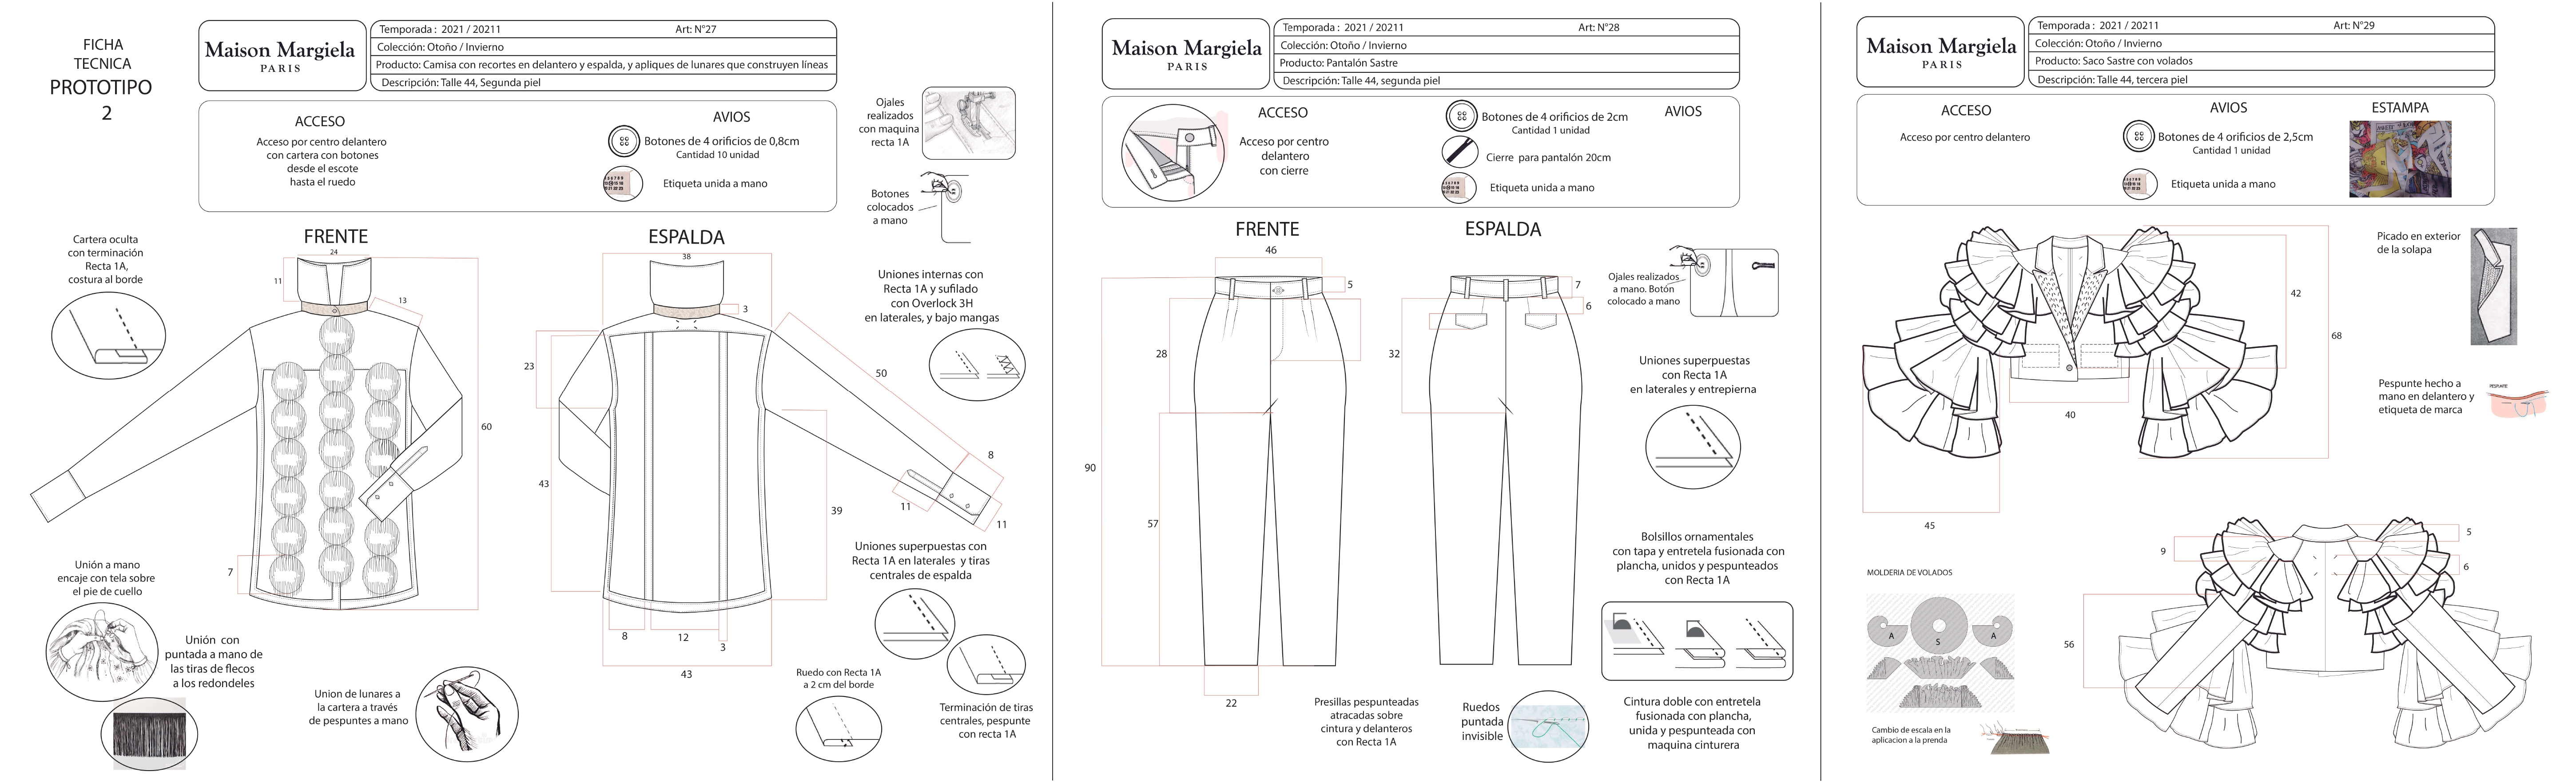 FICHA
TECNICA
PROTOTIPO
2
Maison Margiela
PARIS
Temporada : 2021 / 20211
Art: N°27
Colección: Otoño / Invierno
Producto: Camisa con recortes en delantero y espalda, y apliques de lunares que construyen líneas
Descripción: Talle 44, Segunda piel
ACCESO
Acceso por centro delantero
con cartera con botones
desde el escote
hasta el ruedo
AVIOS
Botones de 4 orificios de 0,8cm
Cantidad 10 unidad
Etiqueta unida a mano
Ojales
realizados
con maquina
recta 1A
Botones
colocados
a mano
Cartera oculta
con terminación
Recta 1A,
costura al borde
FRENTE
24
11
13
60
7
ESPALDA
38
3
23
50
43
39
8
11
11
8
12
3
43
Uniones internas con
Recta 1A y sufilado
con Overlock 3H
en laterales, y bajo mangas
Uniones superpuestas con
Recta 1A en laterales y tiras
centrales de espalda
Unión a mano
encaje con tela sobre
el pie de cuello
Unión con
puntada a mano de
las tiras de flecos
a los redondeles
Union de lunares a
la cartera a través
de pespuntes a mano
Ruedo con Recta 1A
a 2 cm del borde
Terminación de tiras
centrales, pespunte
con recta 1A
Maison Margiela
PARIS
Temporada : 2021 / 20211
Art: N°28
Colección: Otoño / Invierno
Producto: Pantalón Sastre
Descripción: Talle 44, segunda piel
ACCESO
Acceso por centro
delantero
con cierre
AVIOS
Botones de 4 orificios de 2cm
Cantidad 1 unidad
Cierre para pantalón 20cm
Etiqueta unida a mano
FRENTE
46
5
28
90
57
22
ESPALDA
7
6
32
Ojales realizados
a mano. Botón
colocado a mano
Uniones superpuestas
con Recta 1A
en laterales y entrepierna
Bolsillos ornamentales
con tapa y entretela fusionada con
plancha, unidos y pespunteados
con Recta 1A
Presillas pespunteadas
atracadas sobre
cintura y delanteros
con Recta 1A
Ruedos
puntada
invisible
Cintura doble con entretela
fusionada con plancha,
unida y pespunteada con
maquina cinturera
Maison Margiela
PARIS
Temporada : 2021 / 20211
Art: N°29
Colección: Otoño / Invierno
Producto: Saco Sastre con volados
Descripción: Talle 44, tercera piel
ACCESO
Acceso por centro delantero
AVIOS
Botones de 4 orificios de 2,5cm
Cantidad 1 unidad
Etiqueta unida a mano
ESTAMPA
42
68
40
45
Picado en exterior
de la solapa
Pespunte hecho a
mano en delantero y
etiqueta de marca
PESPUNTE
5
9
6
56
MOLDERIA DE VOLADOS
A
S
A
Cambio de escala en la
aplicacion a la prenda